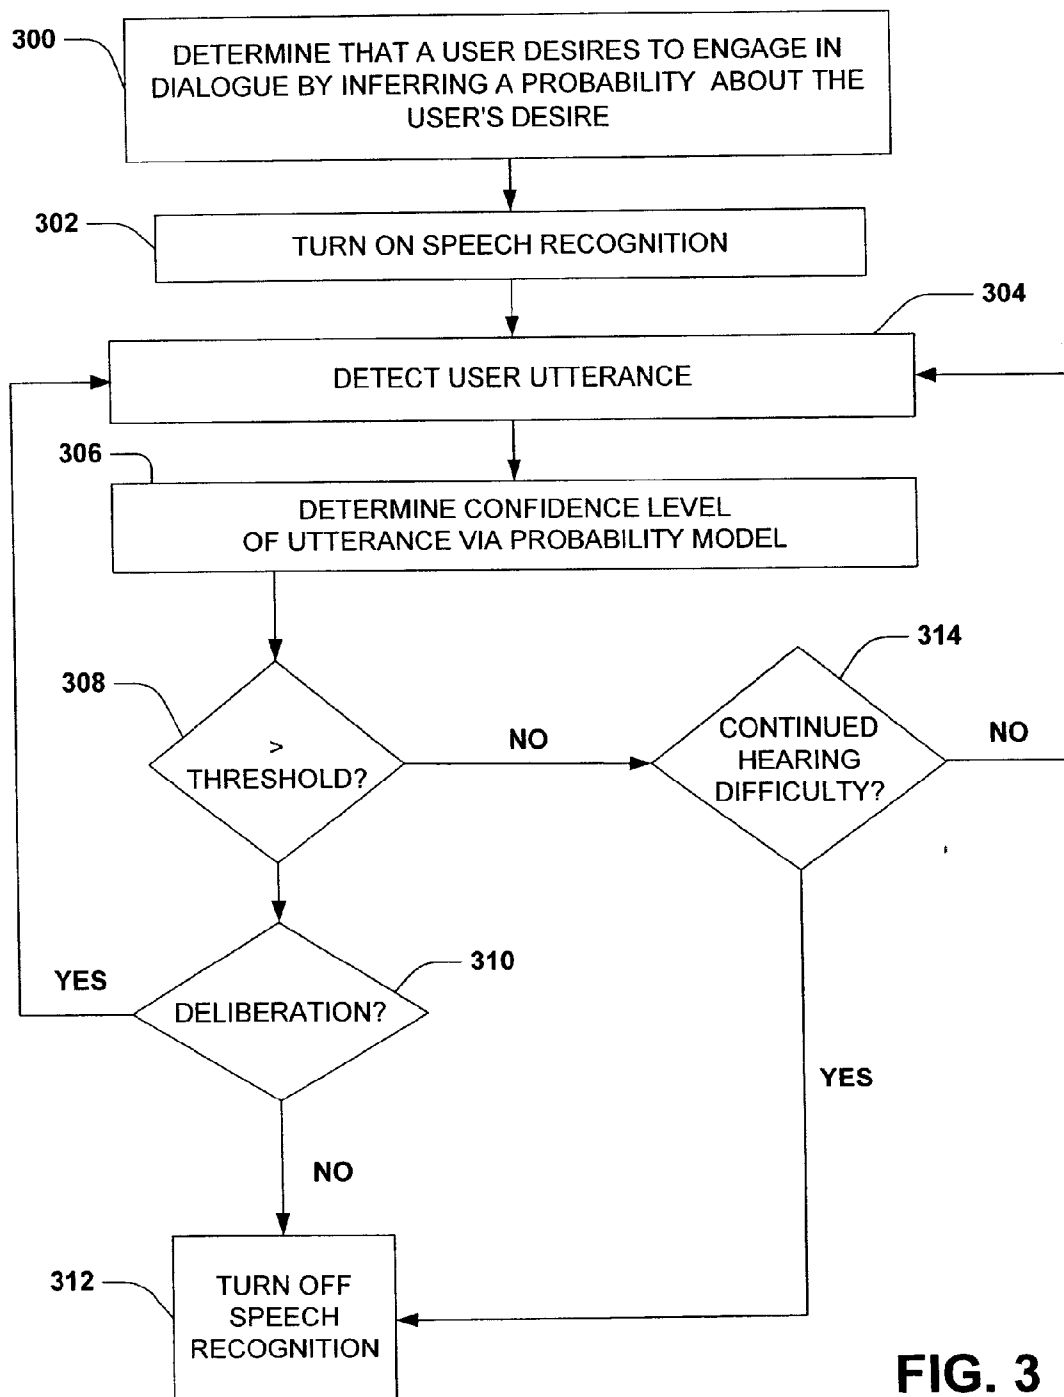 300
DETERMINE THAT A USER DESIRES TO ENGAGE IN
DIALOGUE BY INFERRING A PROBABILITY ABOUT THE
USER'S DESIRE
302
TURN ON SPEECH RECOGNITION
304
DETECT USER UTTERANCE
306
DETERMINE CONFIDENCE LEVEL
OF UTTERANCE VIA PROBABILITY MODEL
308
>
THRESHOLD?
NO
314
CONTINUED
HEARING
DIFFICULTY?
NO
YES
310
DELIBERATION?
YES
NO
312
TURN OFF
SPEECH
RECOGNITION
FIG. 3